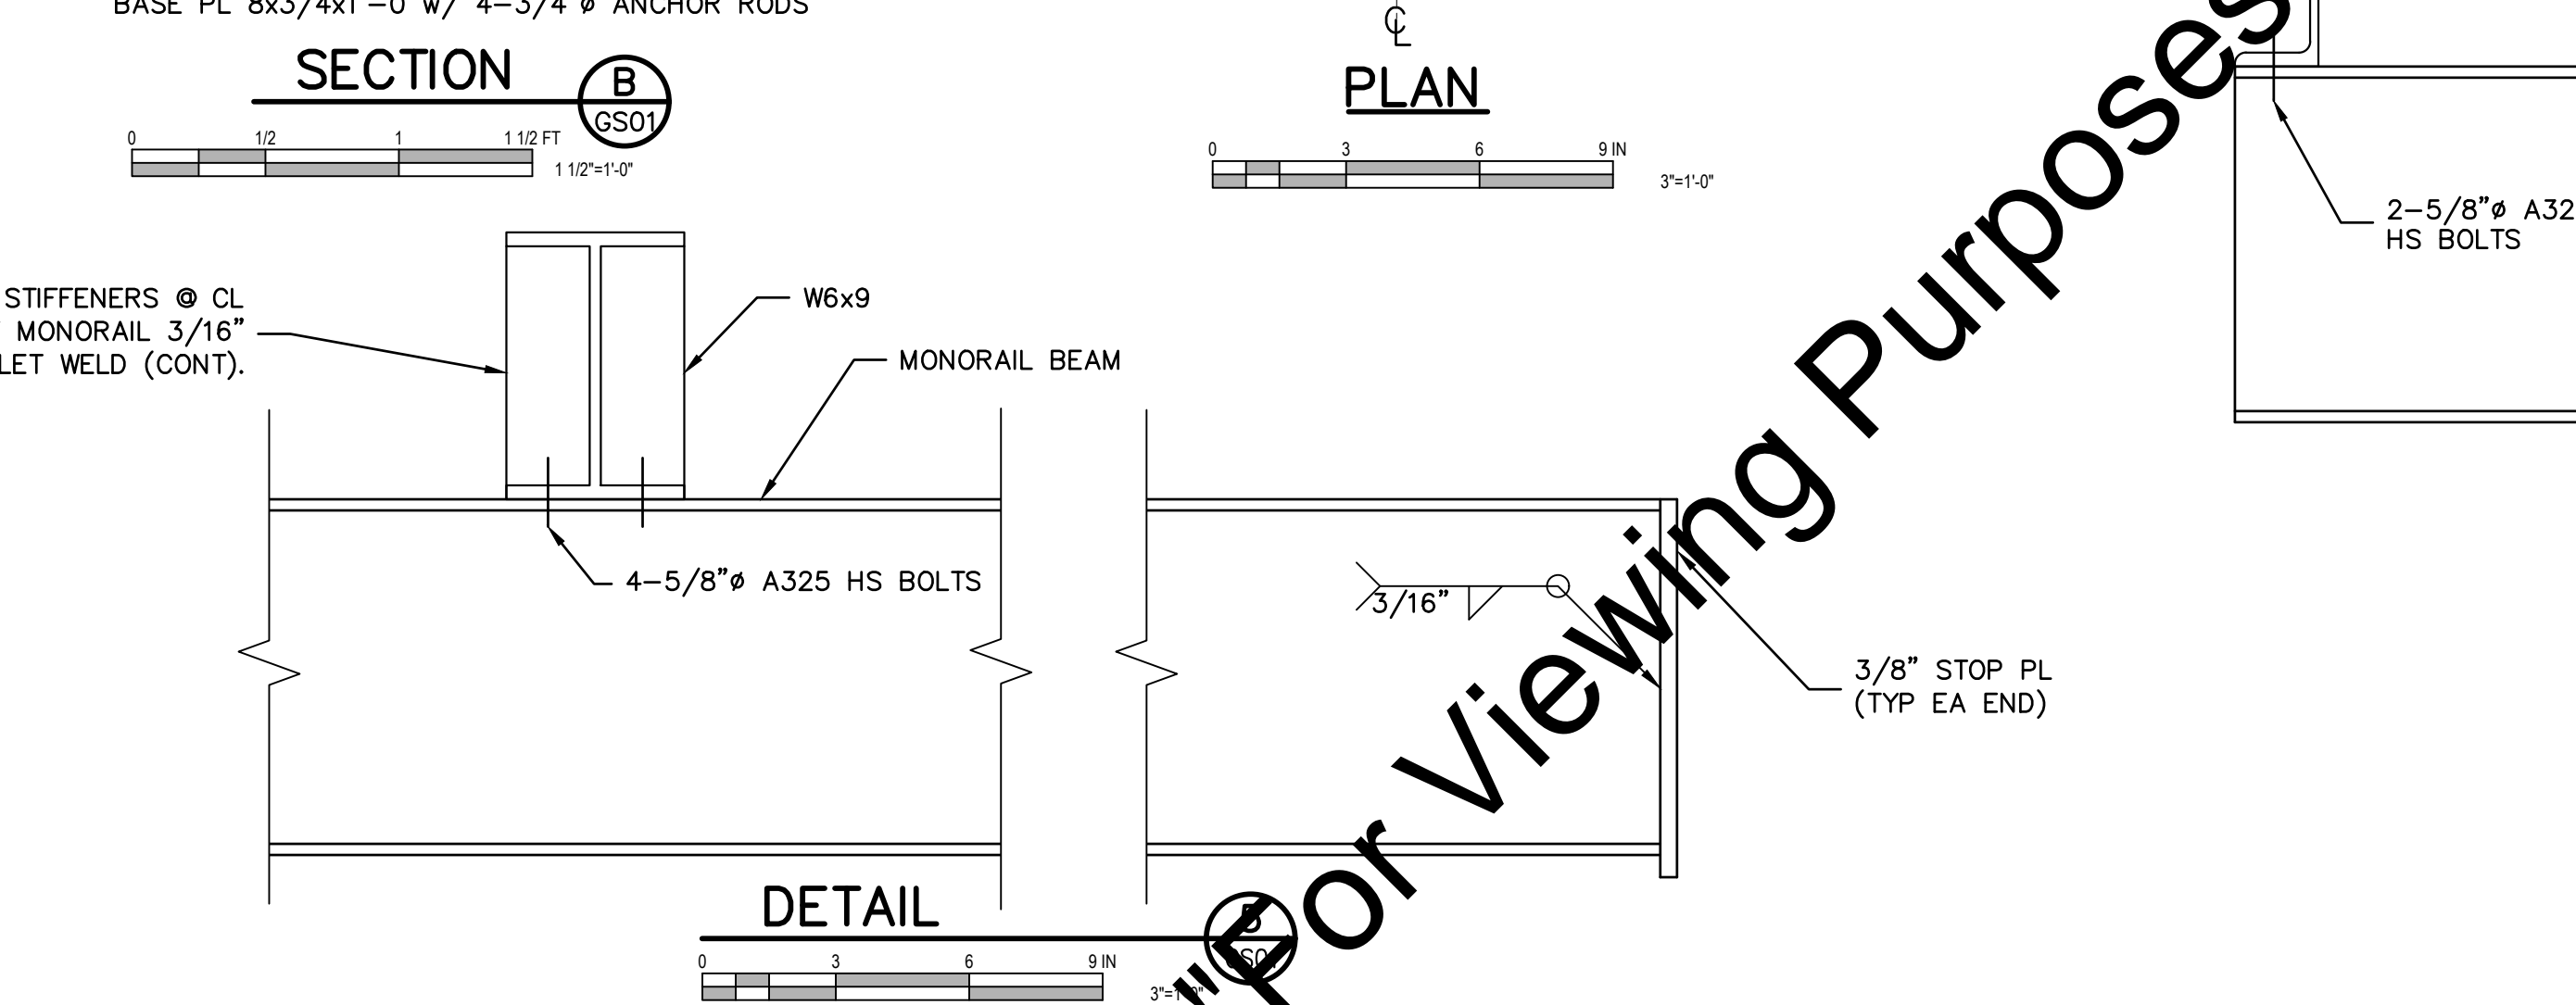 BASE PL 8x3/4x1'-0" w/ 4-3/4"ø ANCHOR RODS
SECTION
B
GS01
0 1/2 1 1 1/2 FT
1 1/2"=1'-0"
℄
PLAN
0 3 6 9 IN
3"=1'-0"
2-5/8"ø A32
HS BOLTS
STIFFENERS @ CL
MONORAIL 3/16"
LET WELD (CONT).
W6x9
MONORAIL BEAM
4-5/8"ø A325 HS BOLTS
3/16"
3/8" STOP PL
(TYP EA END)
DETAIL
0 3 6 9 IN
"For Viewing Purposes